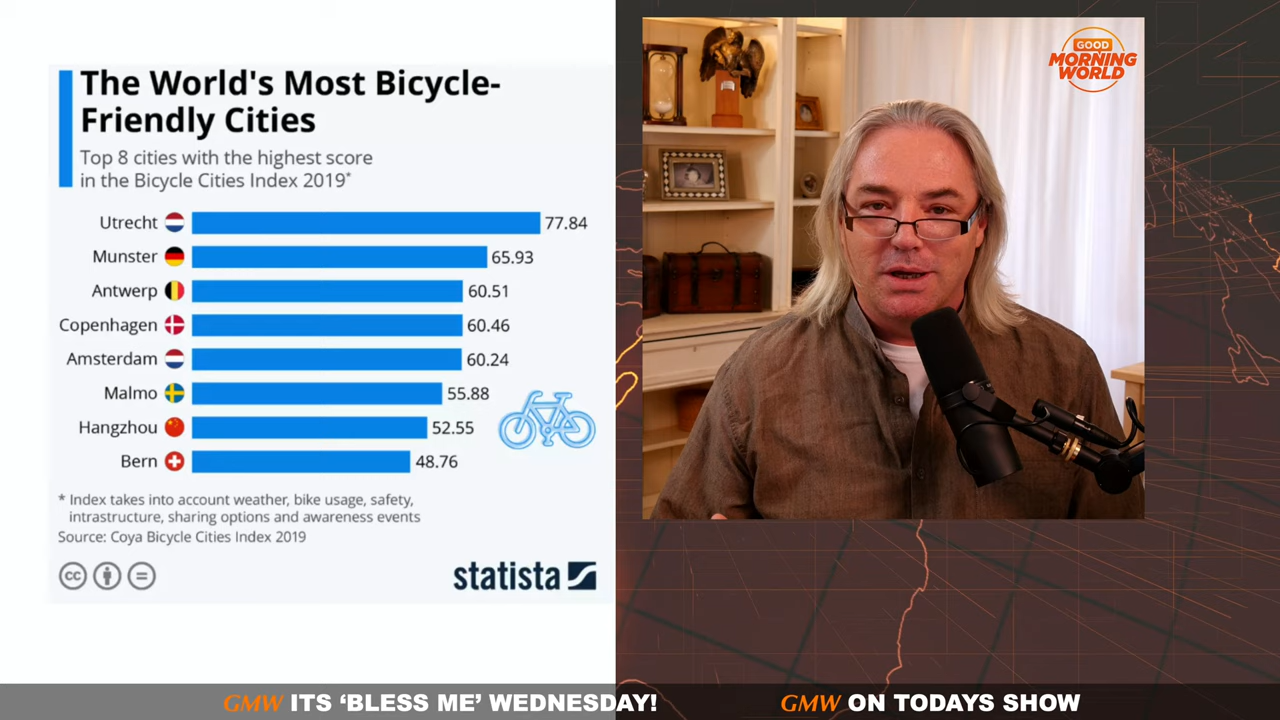 The World's Most Bicycle-
Friendly Cities
Top 8 cities with the highest score
in the Bicycle Cities Index 2019*
Utrecht 77.84
Munster 65.93
Antwerp 60.51
Copenhagen 60.46
Amsterdam 60.24
Malmo 55.88
Hangzhou 52.55
Bern 48.76
* Index takes into account weather, bike usage, safety,
intrastructure, sharing options and awareness events
Source: Coya Bicycle Cities Index 2019
cc
statista
GOOD
MORNING
WORLD
GMW ITS ‘BLESS ME’ WEDNESDAY! GMW ON TODAYS SHOW